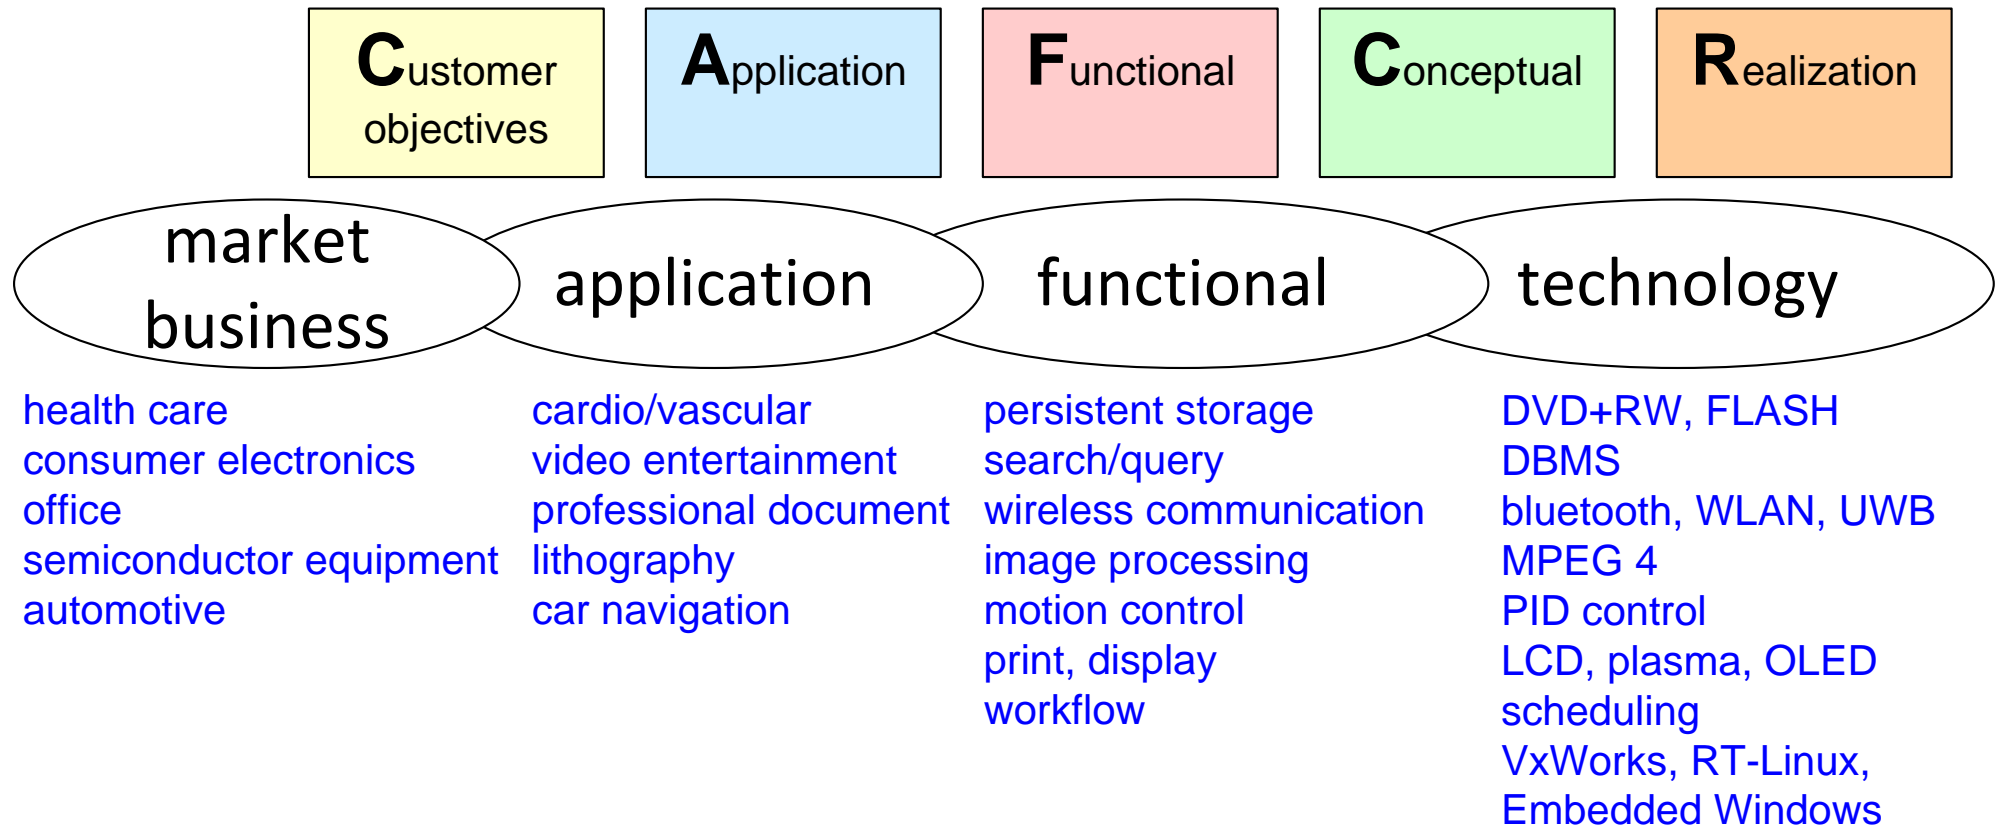 Customer
objectives
Application
Functional
Conceptual
Realization
market
business
application
functional
technology
health care
consumer electronics
office
semiconductor equipment
automotive
cardio/vascular
video entertainment
professional document
lithography
car navigation
persistent storage
search/query
wireless communication
image processing
motion control
print, display
workflow
DVD+RW, FLASH
DBMS
bluetooth, WLAN, UWB
MPEG 4
PID control
LCD, plasma, OLED
scheduling
VxWorks, RT-Linux,
Embedded Windows